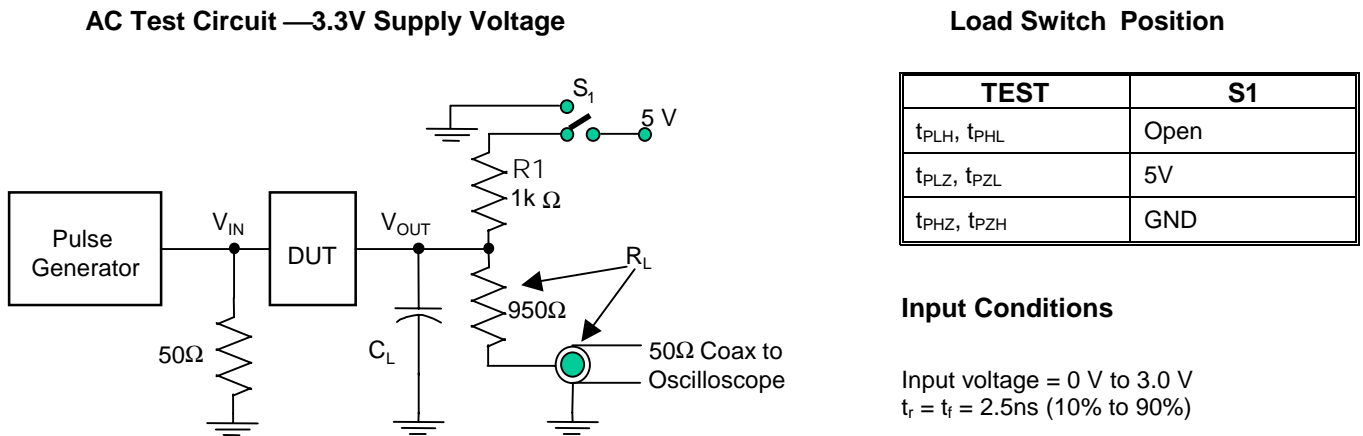 AC Test Circuit —3.3V Supply Voltage
S1
5 V
R1
1k Ω
Pulse
Generator
VIN
DUT
VOUT
RL
950Ω
50Ω
CL
50Ω Coax to
Oscilloscope
Load Switch Position
TEST S1
tPLH, tPHL Open
tPLZ, tPZL 5V
tPHZ, tPZH GND
Input Conditions
Input voltage = 0 V to 3.0 V
tr = tf = 2.5ns (10% to 90%)